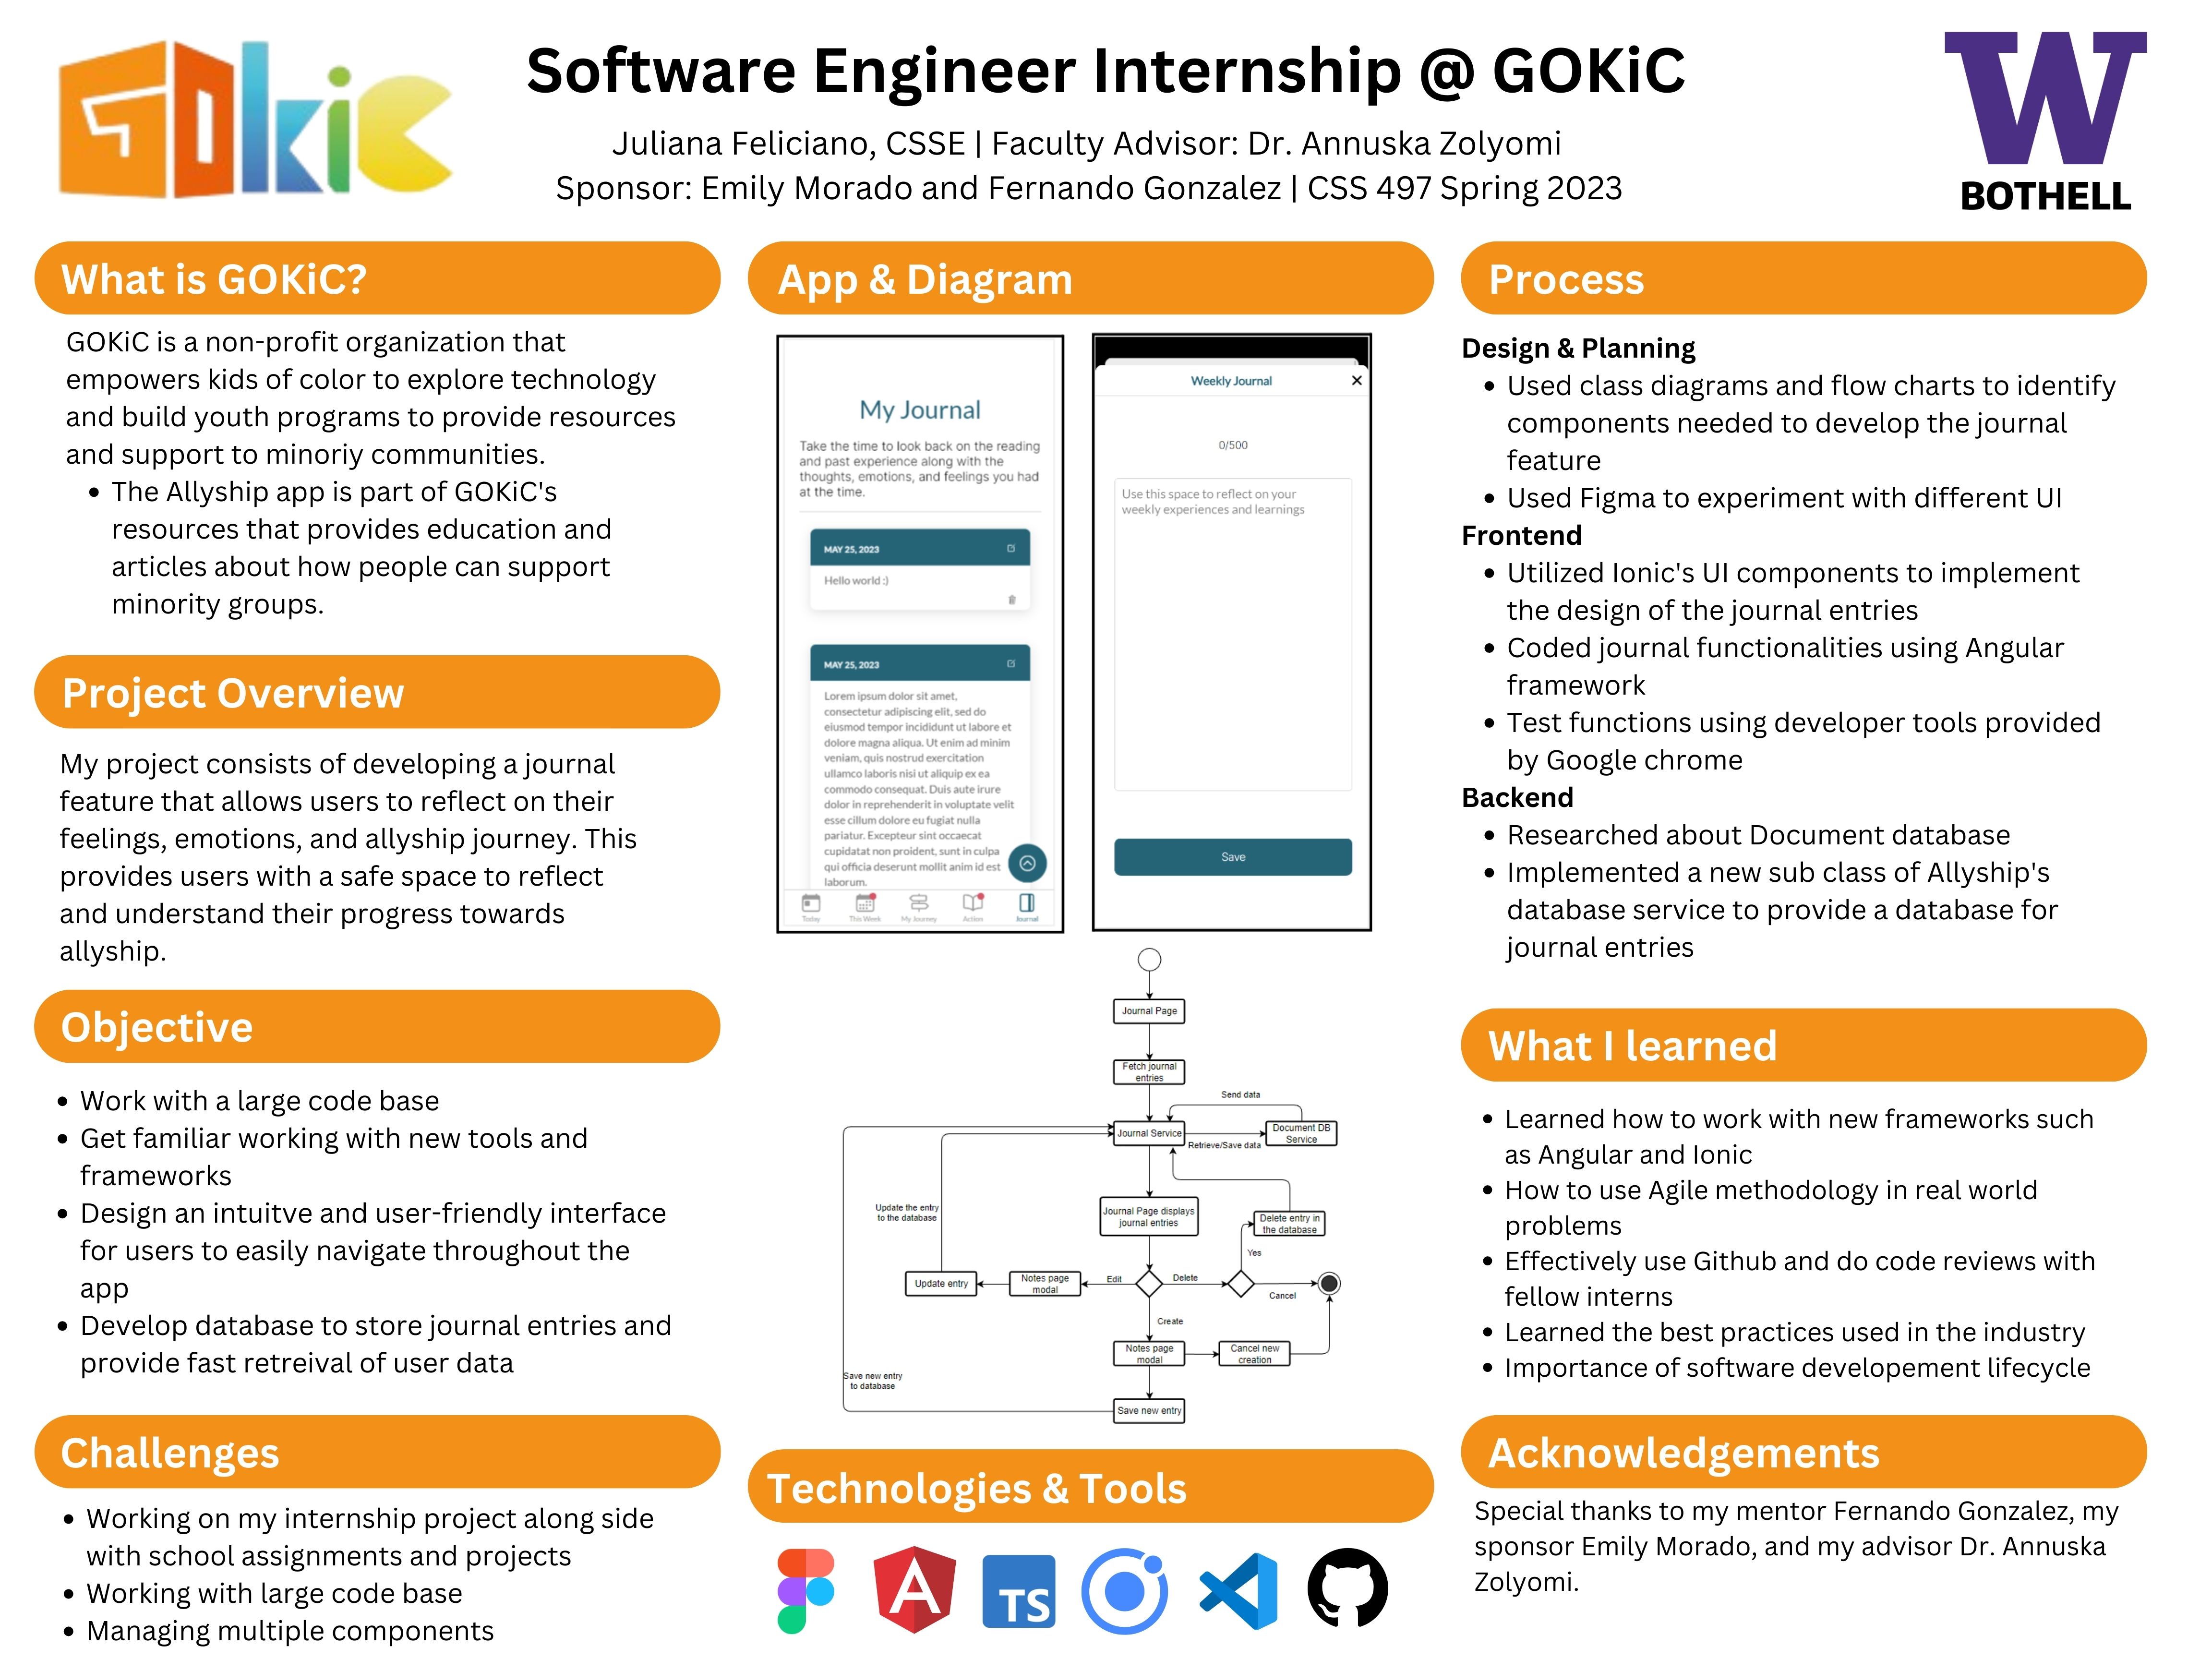 GOKiC
Software Engineer Internship @ GOKiC
Juliana Feliciano, CSSE | Faculty Advisor: Dr. Annuska Zolyomi
Sponsor: Emily Morado and Fernando Gonzalez | CSS 497 Spring 2023
W
BOTHELL
What is GOKiC?
GOKiC is a non-profit organization that
empowers kids of color to explore technology
and build youth programs to provide resources
and support to minoriy communities.
• The Allyship app is part of GOKiC's
resources that provides education and
articles about how people can support
minority groups.
Project Overview
My project consists of developing a journal
feature that allows users to reflect on their
feelings, emotions, and allyship journey. This
provides users with a safe space to reflect
and understand their progress towards
allyship.
Objective
• Work with a large code base
• Get familiar working with new tools and
frameworks
• Design an intuitve and user-friendly interface
for users to easily navigate throughout the
app
• Develop database to store journal entries and
provide fast retreival of user data
Challenges
• Working on my internship project along side
with school assignments and projects
• Working with large code base
• Managing multiple components
App & Diagram
My Journal
Take the time to look back on the reading
and past experience along with the
thoughts, emotions, and feelings you had
at the time.
MAY 25, 2023
Hello world :)
MAY 25, 2023
Lorem ipsum dolor sit amet,
consectetur adipiscing elit, sed do
eiusmod tempor incididunt ut labore et
dolore magna aliqua. Ut enim ad minim
veniam, quis nostrud exercitation
ullamco laboris nisi ut aliquip ex ea
commodo consequat. Duis aute irure
dolor in reprehenderit in voluptate velit
esse cillum dolore eu fugiat nulla
pariatur. Excepteur sint occaecat
cupidatat non proident, sunt in culpa
qui officia deserunt mollit anim id est
laborum.
Today
This Week
My Journey
Action
Journal
Weekly Journal
0/500
Use this space to reflect on your
weekly experiences and learnings
Save
Journal Page
Fetch journal
entries
Send data
Journal Service
Document DB
Service
Retrieve/Save data
Update the entry
to the database
Journal Page displays
journal entries
Delete entry in
the database
Yes
Update entry
Notes page
modal
Edit
Delete
Cancel
Create
Notes page
modal
Cancel new
creation
Save new entry
to database
Save new entry
Technologies & Tools
A
TS
Process
Design & Planning
• Used class diagrams and flow charts to identify
components needed to develop the journal
feature
• Used Figma to experiment with different UI
Frontend
• Utilized Ionic's UI components to implement
the design of the journal entries
• Coded journal functionalities using Angular
framework
• Test functions using developer tools provided
by Google chrome
Backend
• Researched about Document database
• Implemented a new sub class of Allyship's
database service to provide a database for
journal entries
What I learned
• Learned how to work with new frameworks such
as Angular and Ionic
• How to use Agile methodology in real world
problems
• Effectively use Github and do code reviews with
fellow interns
• Learned the best practices used in the industry
• Importance of software developement lifecycle
Acknowledgements
Special thanks to my mentor Fernando Gonzalez, my
sponsor Emily Morado, and my advisor Dr. Annuska
Zolyomi.